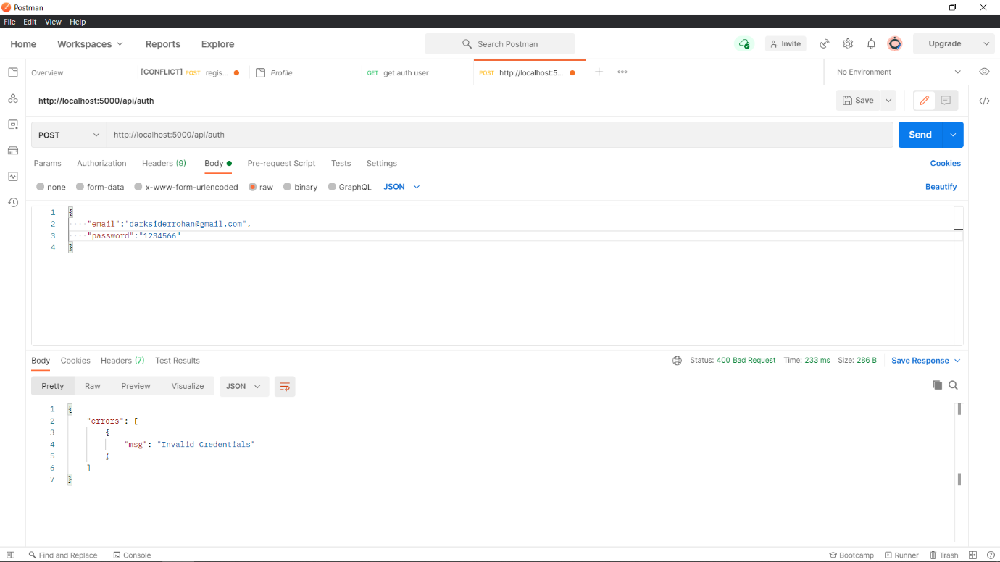 Postman
File Edit View Help
Home Workspaces Reports Explore Search Postman Invite Upgrade
Overview [CONFLICT] POST regis... Profile GET get auth user POST http://localhost:5... No Environment
http://localhost:5000/api/auth Save
POST http://localhost:5000/api/auth Send
Params Authorization Headers (9) Body Pre-request Script Tests Settings Cookies
none form-data x-www-form-urlencoded raw binary GraphQL JSON Beautify
1 {
2 "email":"darksiderrohan@gmail.com",
3 "password":"1234566"
4 }
Body Cookies Headers (7) Test Results Status: 400 Bad Request Time: 233 ms Size: 286 B Save Response
Pretty Raw Preview Visualize JSON
1 {
2 "errors": [
3 {
4 "msg": "Invalid Credentials"
5 }
6 ]
7 }
Find and Replace Console Bootcamp Runner Trash